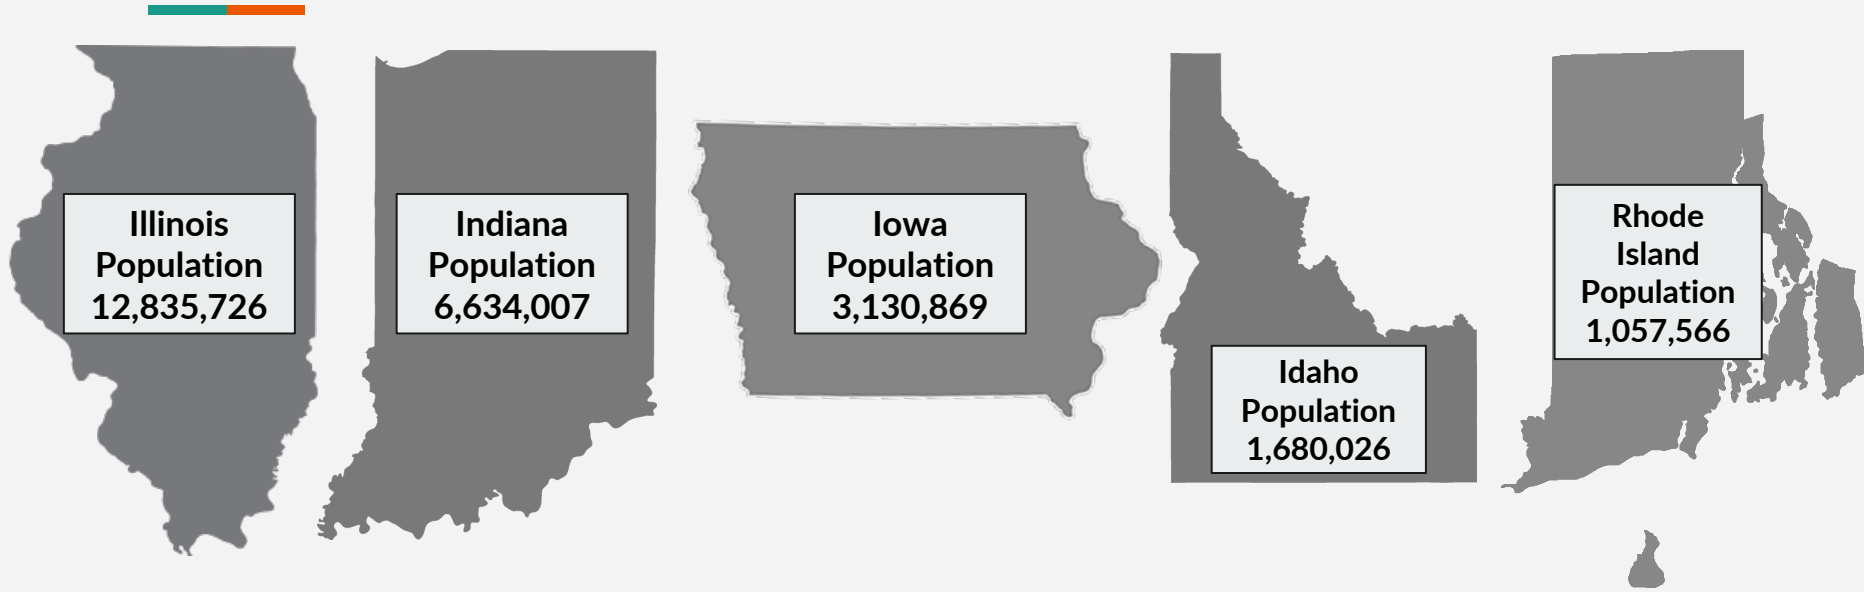 Illinois
Population
12,835,726
Indiana
Population
6,634,007
Iowa
Population
3,130,869
Idaho
Population
1,680,026
Rhode
Island
Population
1,057,566